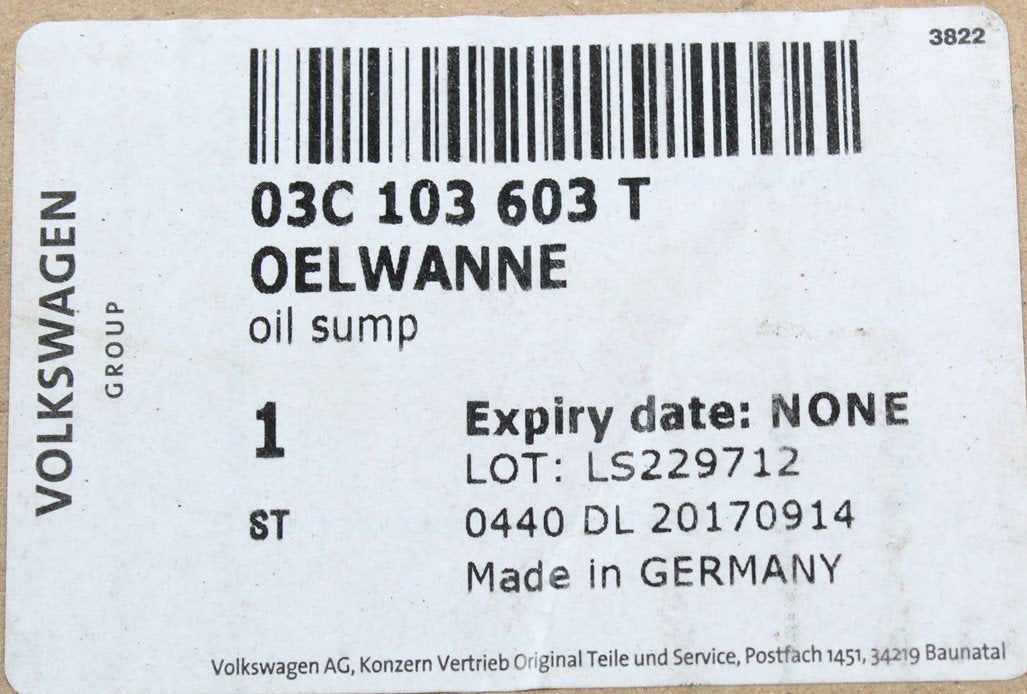 3822
03C 103 603 T
OELWANNE
oil sump
VOLKSWAGEN
GROUP
1
Expiry date: NONE
LOT: LS229712
ST
0440 DL 20170914
Made in GERMANY
Volkswagen AG, Konzern Vertrieb Original Teile und Service, Postfach 1451, 34219 Baunatal